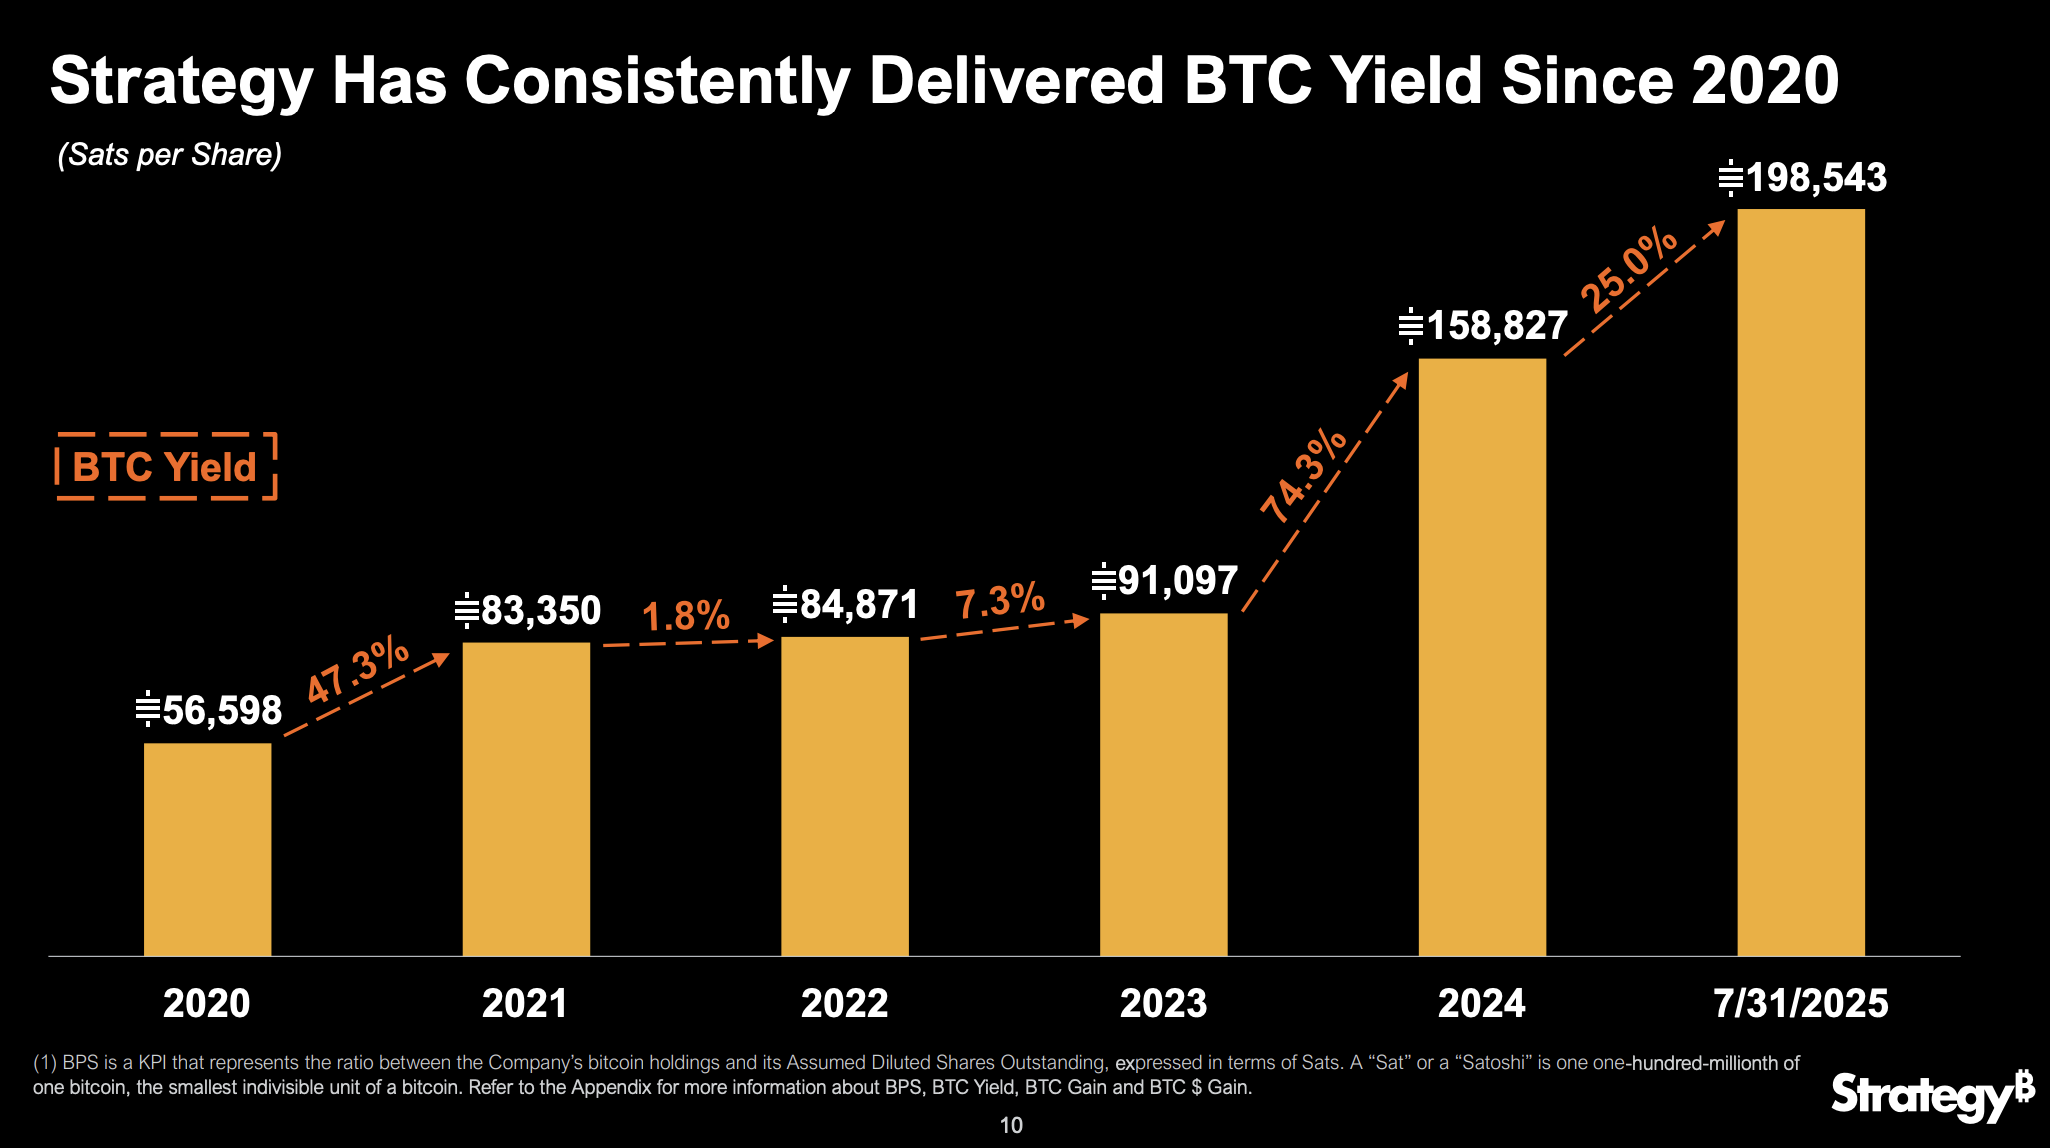 Strategy Has Consistently Delivered BTC Yield Since 2020
(Sats per Share)
198,543
25.0%
158,827
74.3%
BTC Yield
91,097
7.3%
84,871
1.8%
83,350
47.3%
56,598
2020 2021 2022 2023 2024 7/31/2025
(1) BPS is a KPI that represents the ratio between the Company’s bitcoin holdings and its Assumed Diluted Shares Outstanding, expressed in terms of Sats. A “Sat” or a “Satoshi” is one one-hundred-millionth of
one bitcoin, the smallest indivisible unit of a bitcoin. Refer to the Appendix for more information about BPS, BTC Yield, BTC Gain and BTC $ Gain.
Strategy₿
10